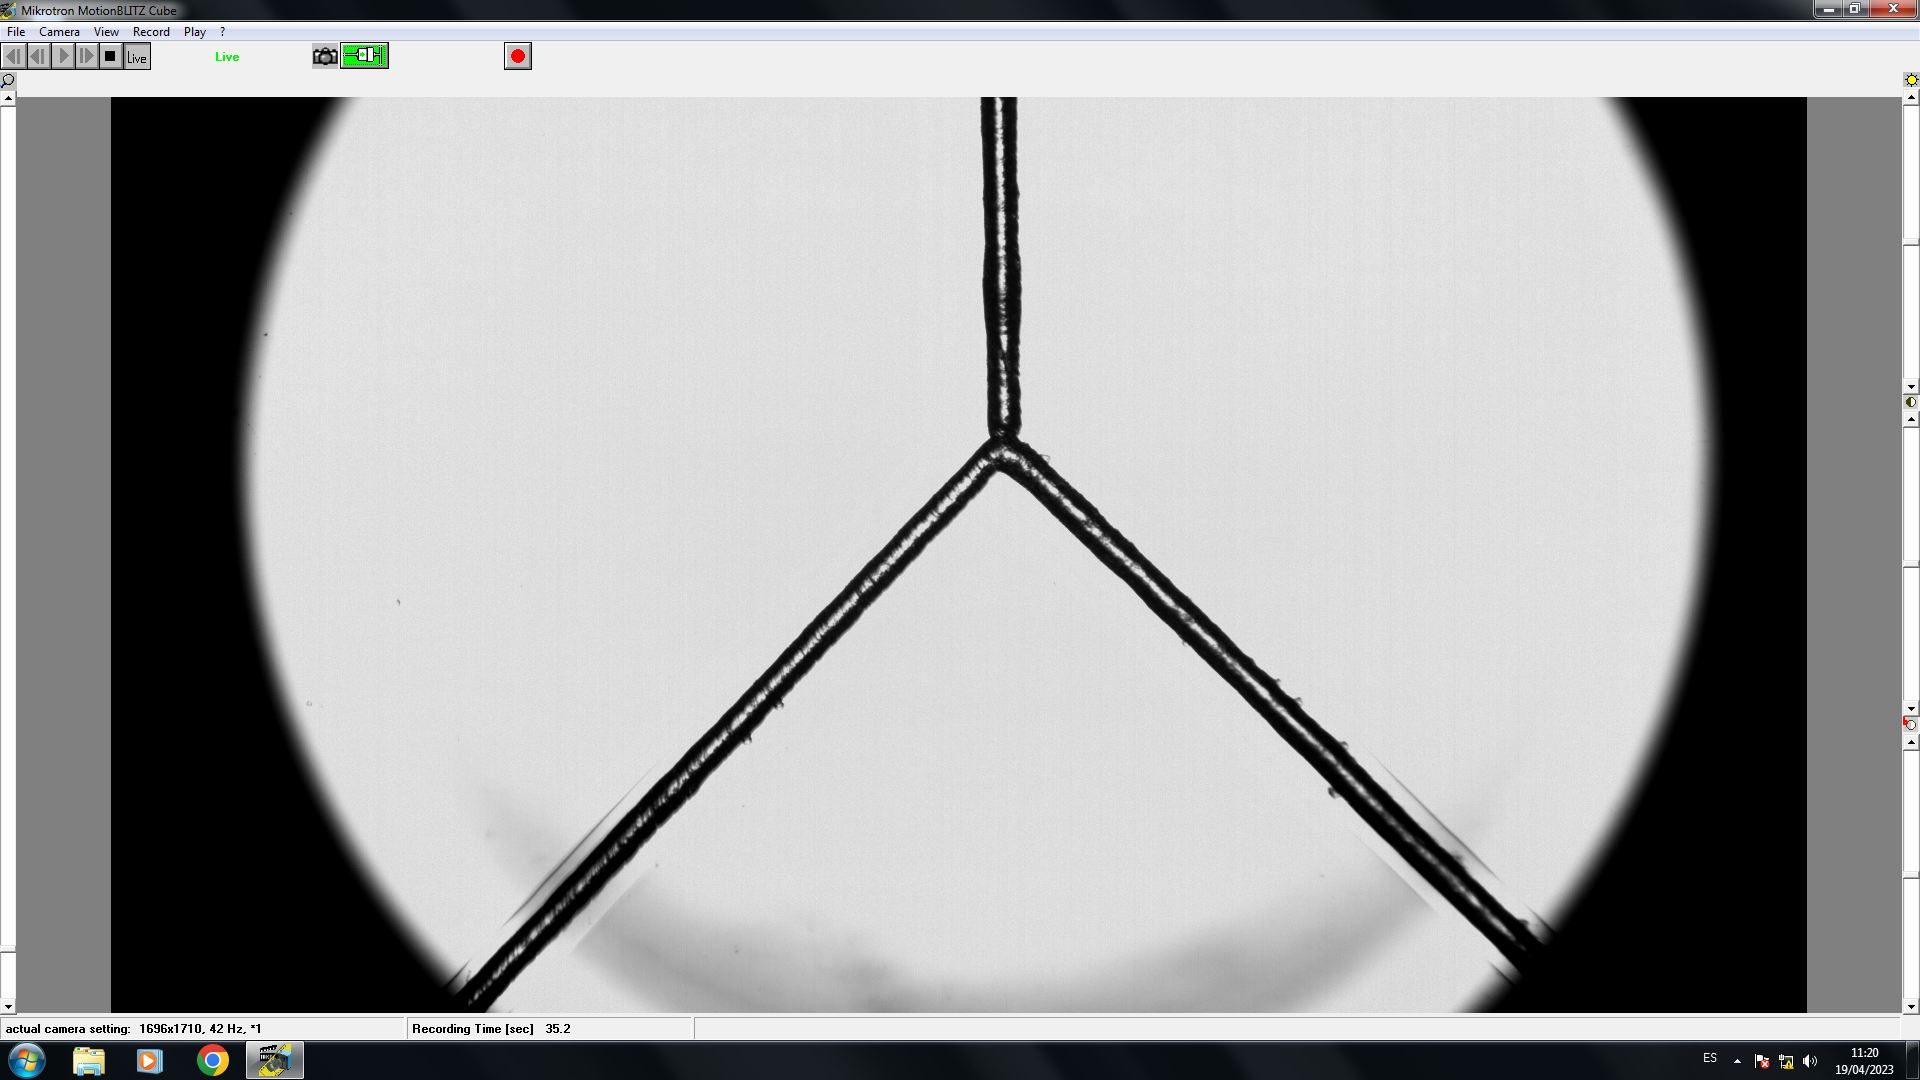 Mikrotron MotionBLITZ Cube
File Camera View Record Play ?
Live Live
actual camera setting: 1696x1710, 42 Hz, *1 Recording Time [sec] 35.2
ES 11:20
19/04/2023